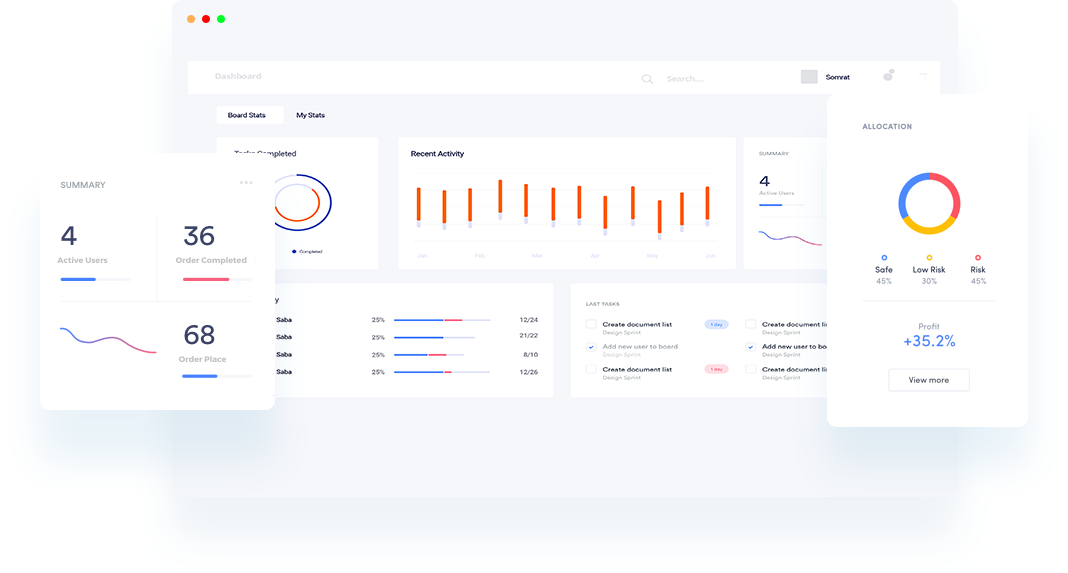 Dashboard
Search....
Somrat
Board Stats
My Stats
ALLOCATION
Tasks Completed
Recent Activity
SUMMARY
4
Active Users
Completed
Jan
Feb
Mar
Apr
May
Jun
SUMMARY
4
Active Users
36
Order Completed
68
Order Place
Safe
45%
Low Risk
30%
Risk
45%
Profit
+35.2%
View more
y
Saba
25%
12/24
Saba
25%
21/22
Saba
25%
8/10
Saba
25%
12/26
LAST TASKS
Create document list
Design Sprint
1 day
Add new user to board
Design Sprint
Create document list
Design Sprint
1 day
Create document li
Design Sprint
Add new user to bo
Design Sprint
Create document li
Design Sprint